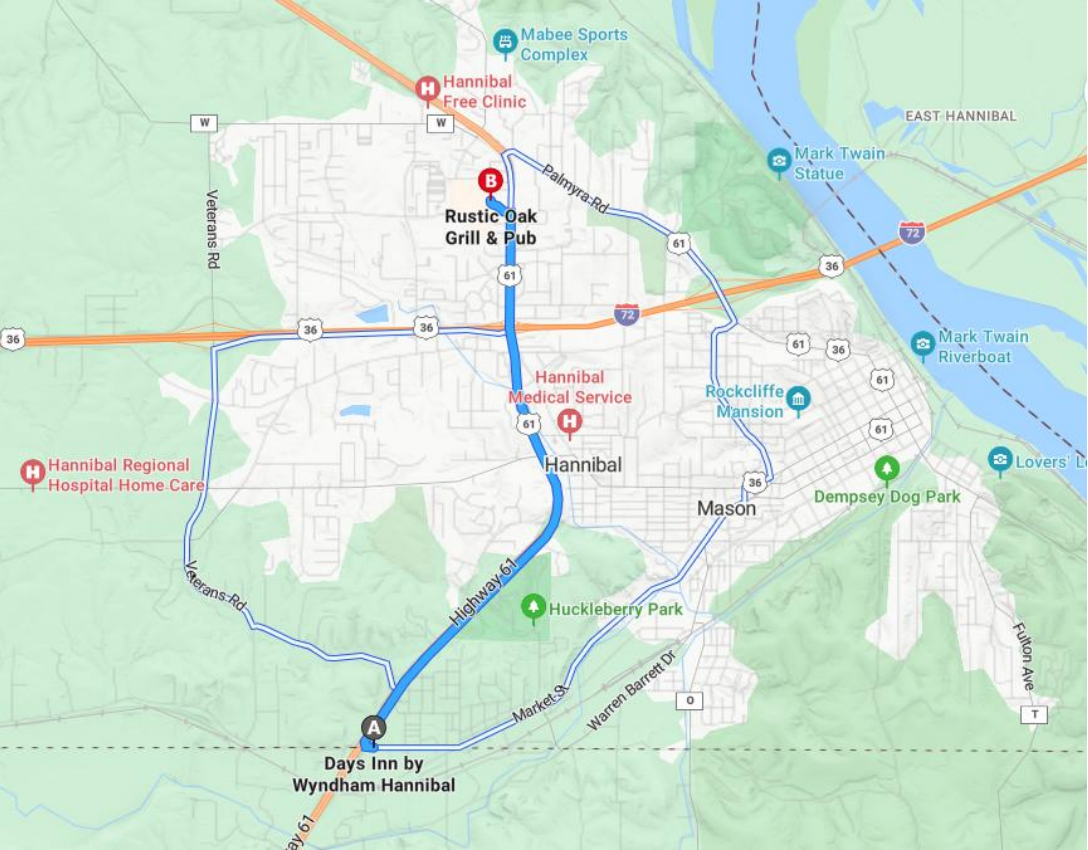 Mabee Sports
Complex
Hannibal
Free Clinic
W
W
EAST HANNIBAL
Mark Twain
Statue
B
Palmyra Rd
Veterans Rd
Rustic Oak
Grill & Pub
61
72
36
61
72
36
36
36
61
36
Mark Twain
Riverboat
Hannibal
Medical Service
61
Rockcliffe
Mansion
61
61
Hannibal
Hannibal Regional
Hospital Home Care
Lovers' Le
36
Dempsey Dog Park
Mason
Veterans Rd
Highway 61
Huckleberry Park
Fulton Ave
Warren Barrett Dr
Market St
O
T
A
Days Inn by
Wyndham Hannibal
ay 61